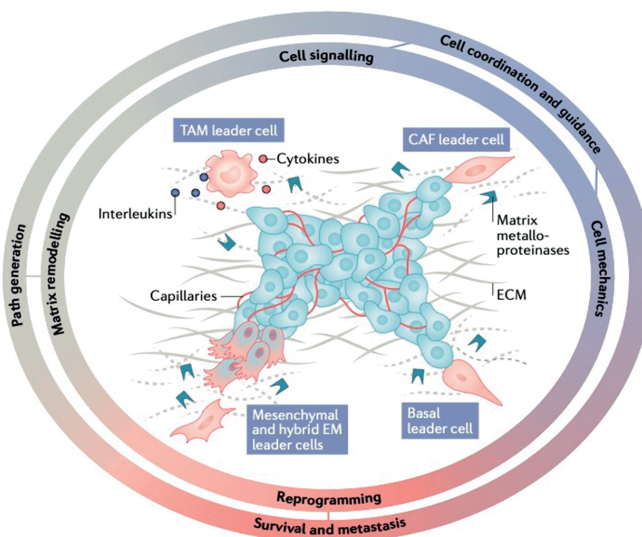 Cell signalling
Cell coordination and guidance
TAM leader cell
CAF leader cell
Cytokines
Interleukins
Matrix
metallo-
proteinases
Path generation
Matrix remodelling
Cell mechanics
Capillaries
ECM
Mesenchymal
and hybrid EM
leader cells
Basal
leader cell
Reprogramming
Survival and metastasis